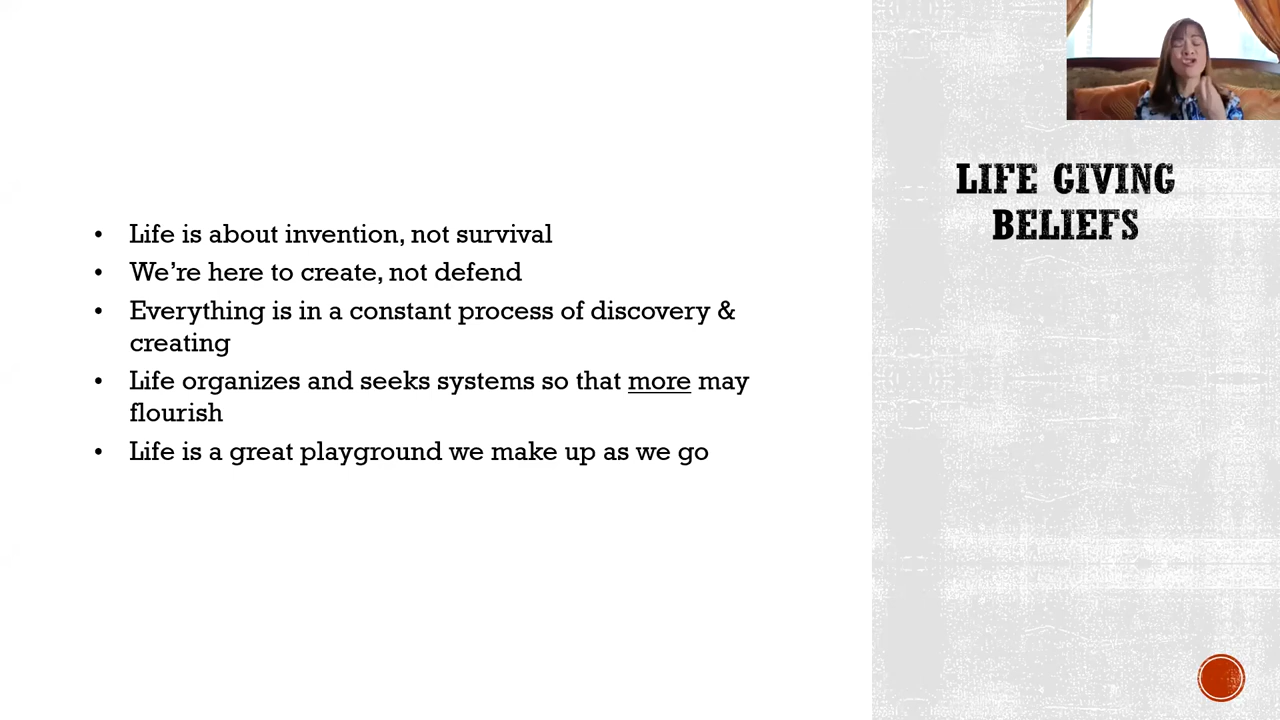 LIFE GIVING
BELIEFS
• Life is about invention, not survival
• We’re here to create, not defend
• Everything is in a constant process of discovery &
creating
• Life organizes and seeks systems so that more may
flourish
• Life is a great playground we make up as we go